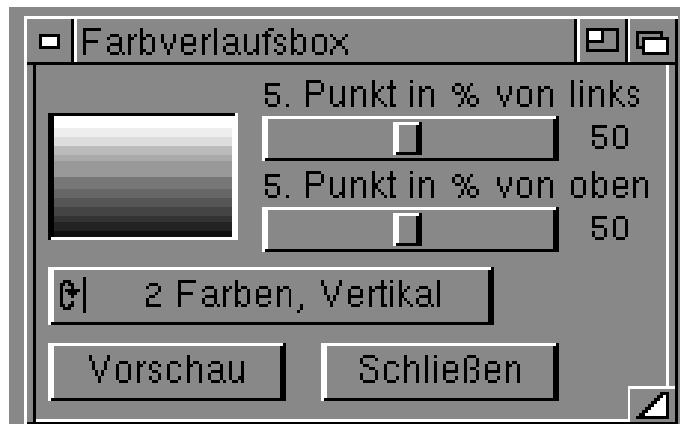 Farbverlaufsbox
5. Punkt in % von links
50
5. Punkt in % von oben
50
2 Farben, Vertikal
Vorschau
Schließen